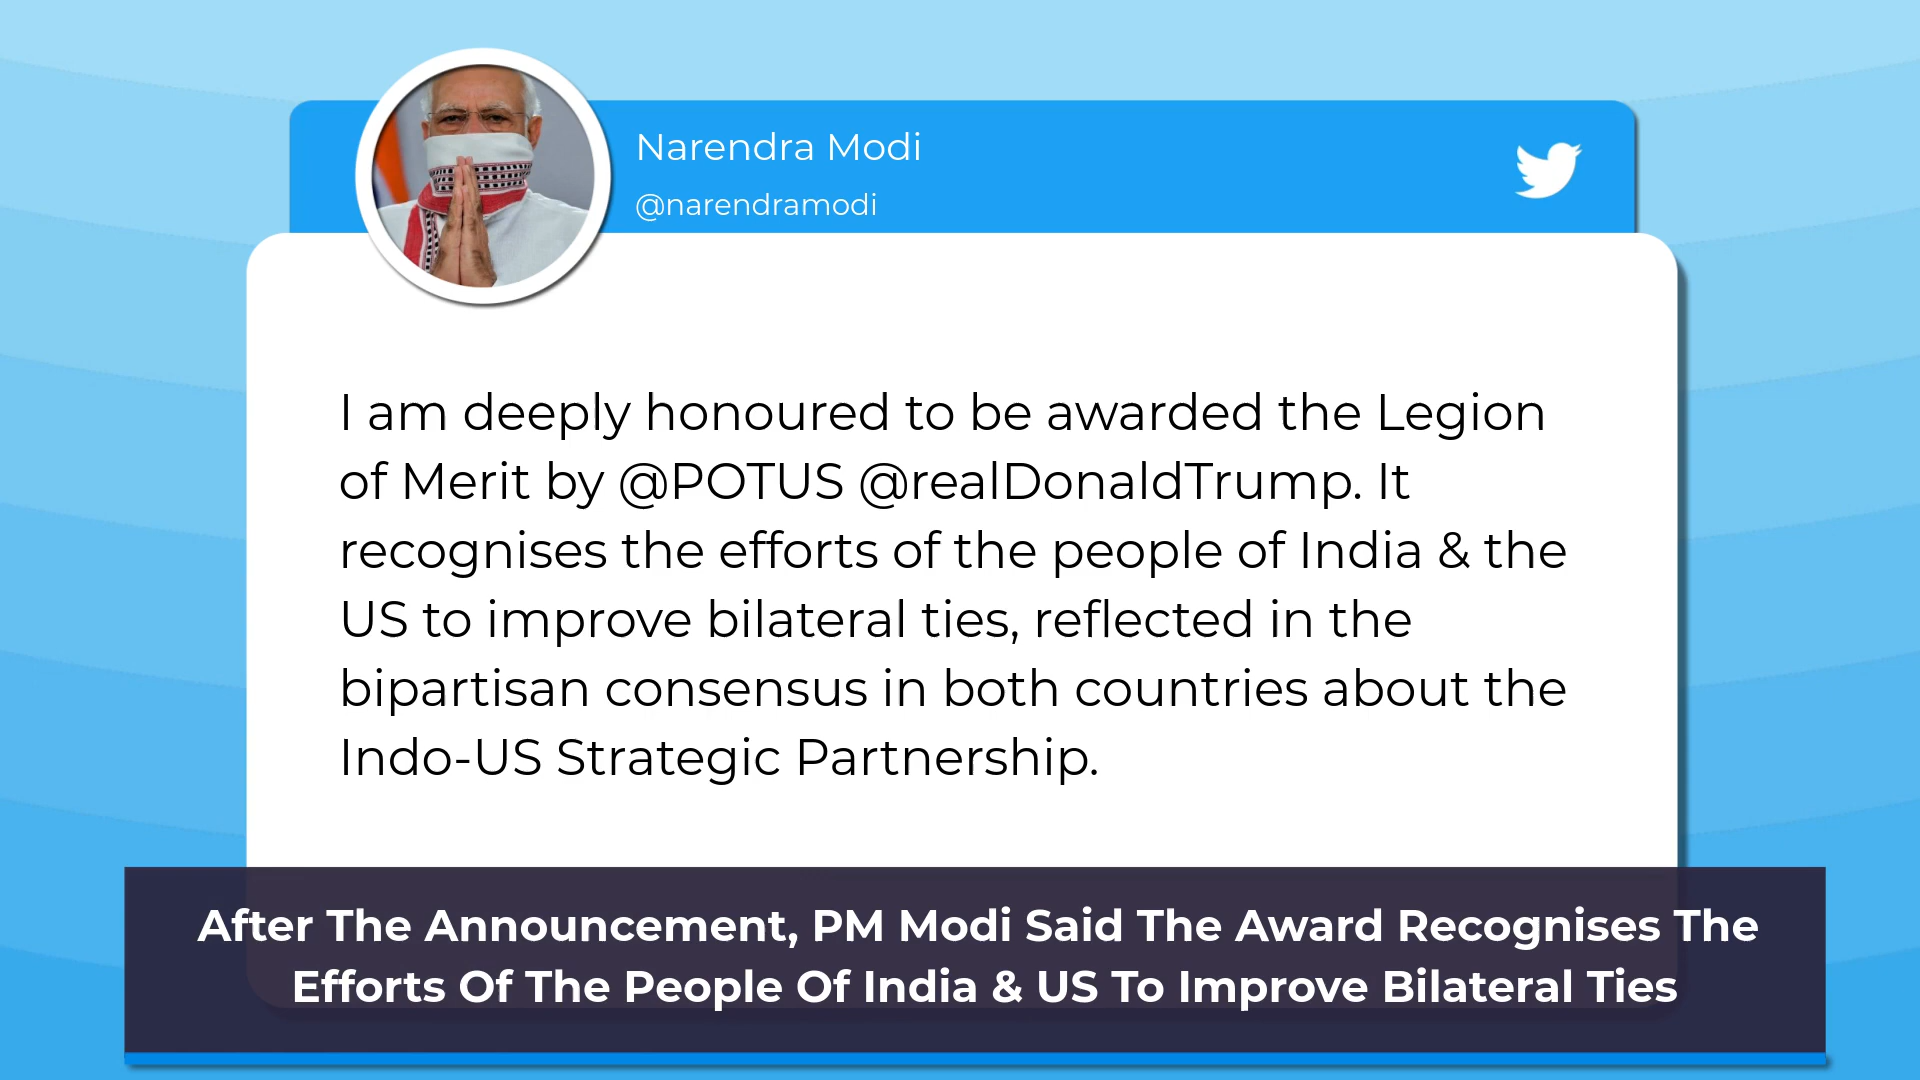 Narendra Modi
@narendramodi
I am deeply honoured to be awarded the Legion
of Merit by @POTUS @realDonaldTrump. It
recognises the efforts of the people of India & the
US to improve bilateral ties, reflected in the
bipartisan consensus in both countries about the
Indo-US Strategic Partnership.
After The Announcement, PM Modi Said The Award Recognises The
Efforts Of The People Of India & US To Improve Bilateral Ties